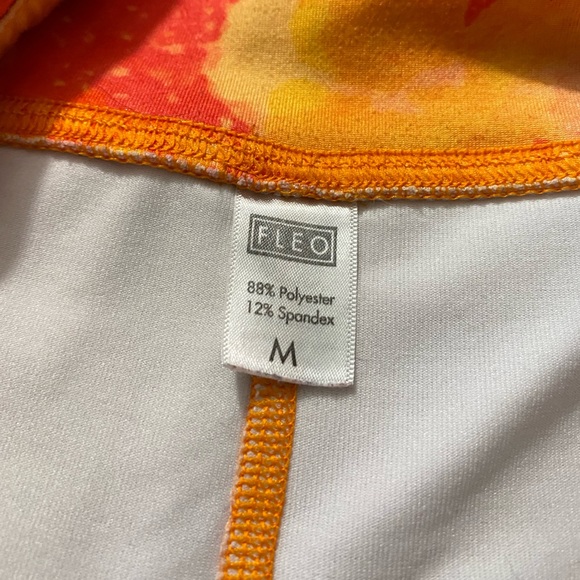 FLEO
88% Polyester
12% Spandex
M